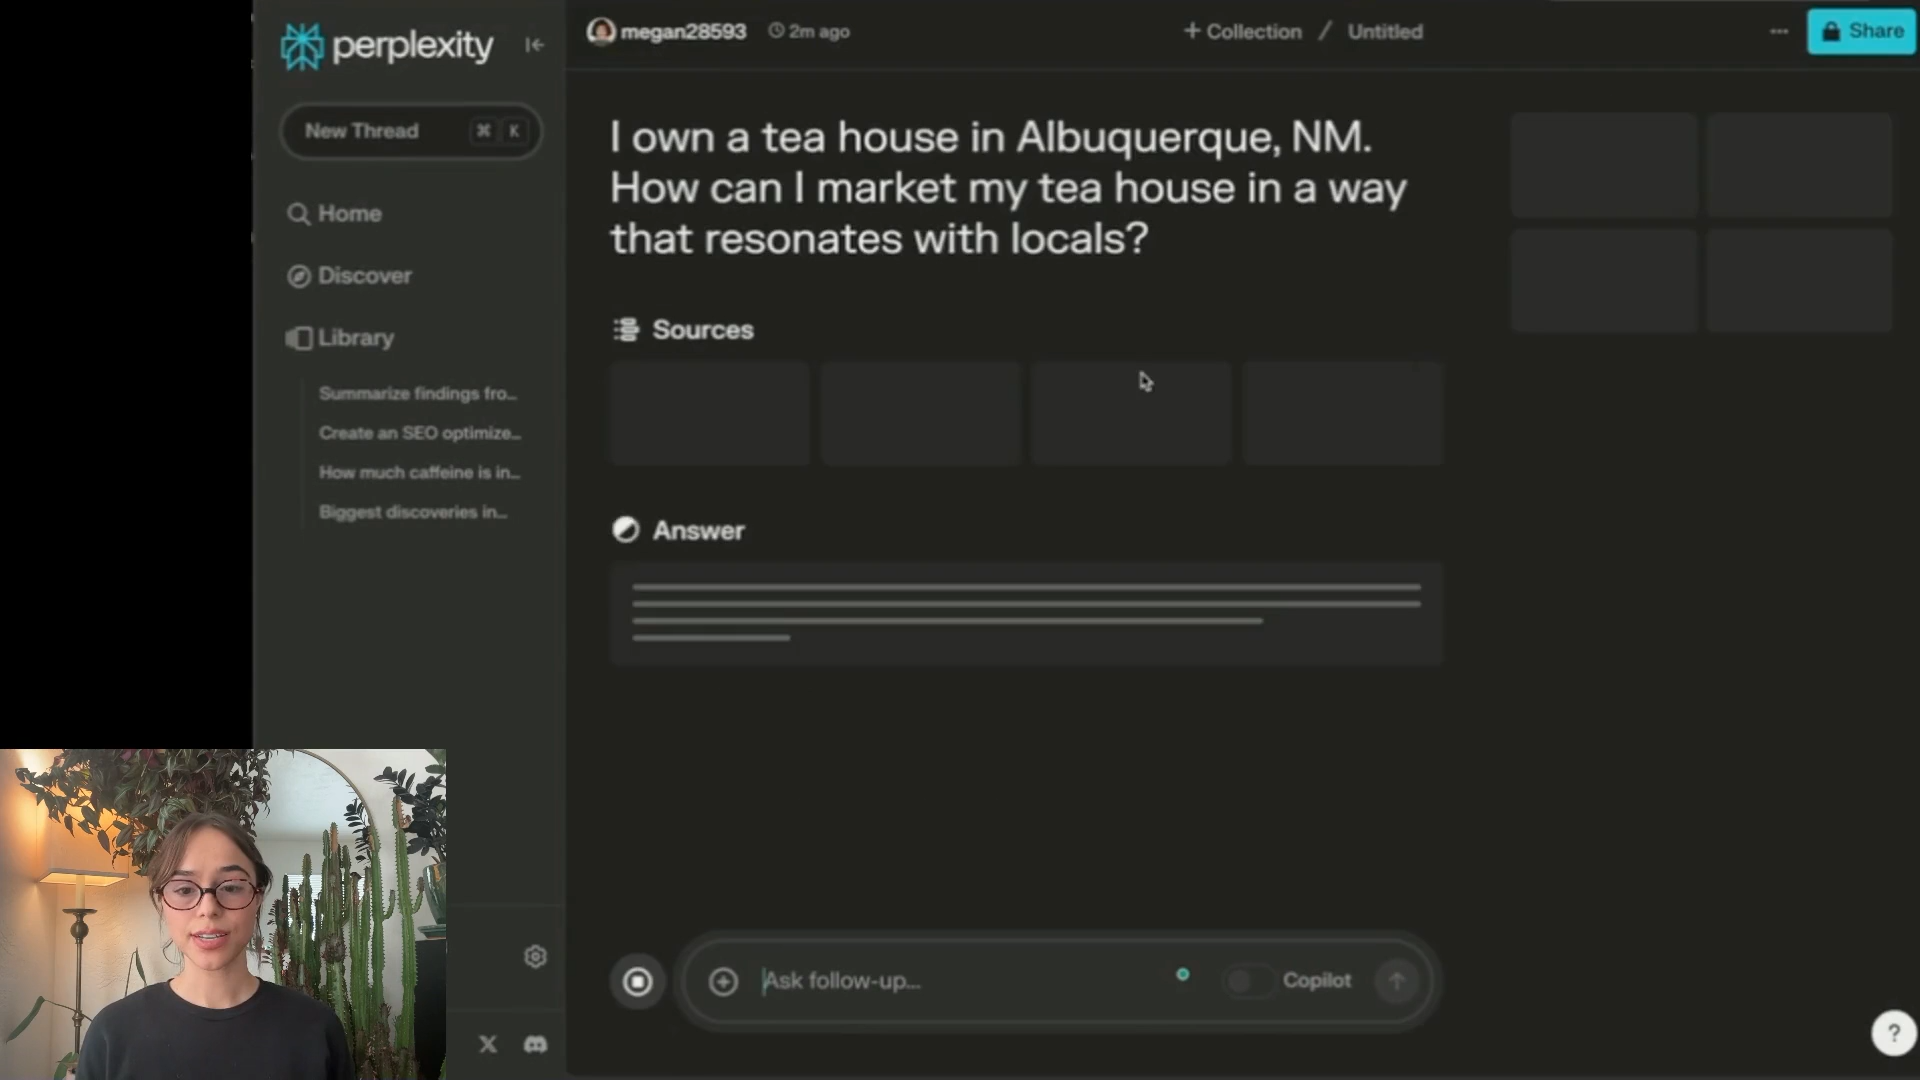 perplexity
New Thread ⌘ K
Home
Discover
Library
Summarize findings fro...
Create an SEO optimize...
How much caffeine is in...
Biggest discoveries in...
megan28593 2m ago
+ Collection / Untitled
Share
I own a tea house in Albuquerque, NM.
How can I market my tea house in a way
that resonates with locals?
Sources
Answer
Ask follow-up...
Copilot
?